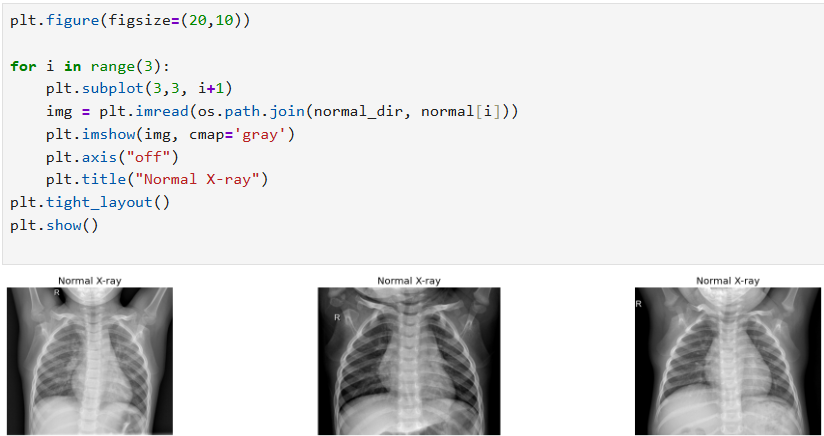 plt.figure(figsize=(20,10))
for i in range(3):
    plt.subplot(3,3, i+1)
    img = plt.imread(os.path.join(normal_dir, normal[i]))
    plt.imshow(img, cmap='gray')
    plt.axis("off")
    plt.title("Normal X-ray")
plt.tight_layout()
plt.show()
Normal X-ray
Normal X-ray
Normal X-ray
R
R
R